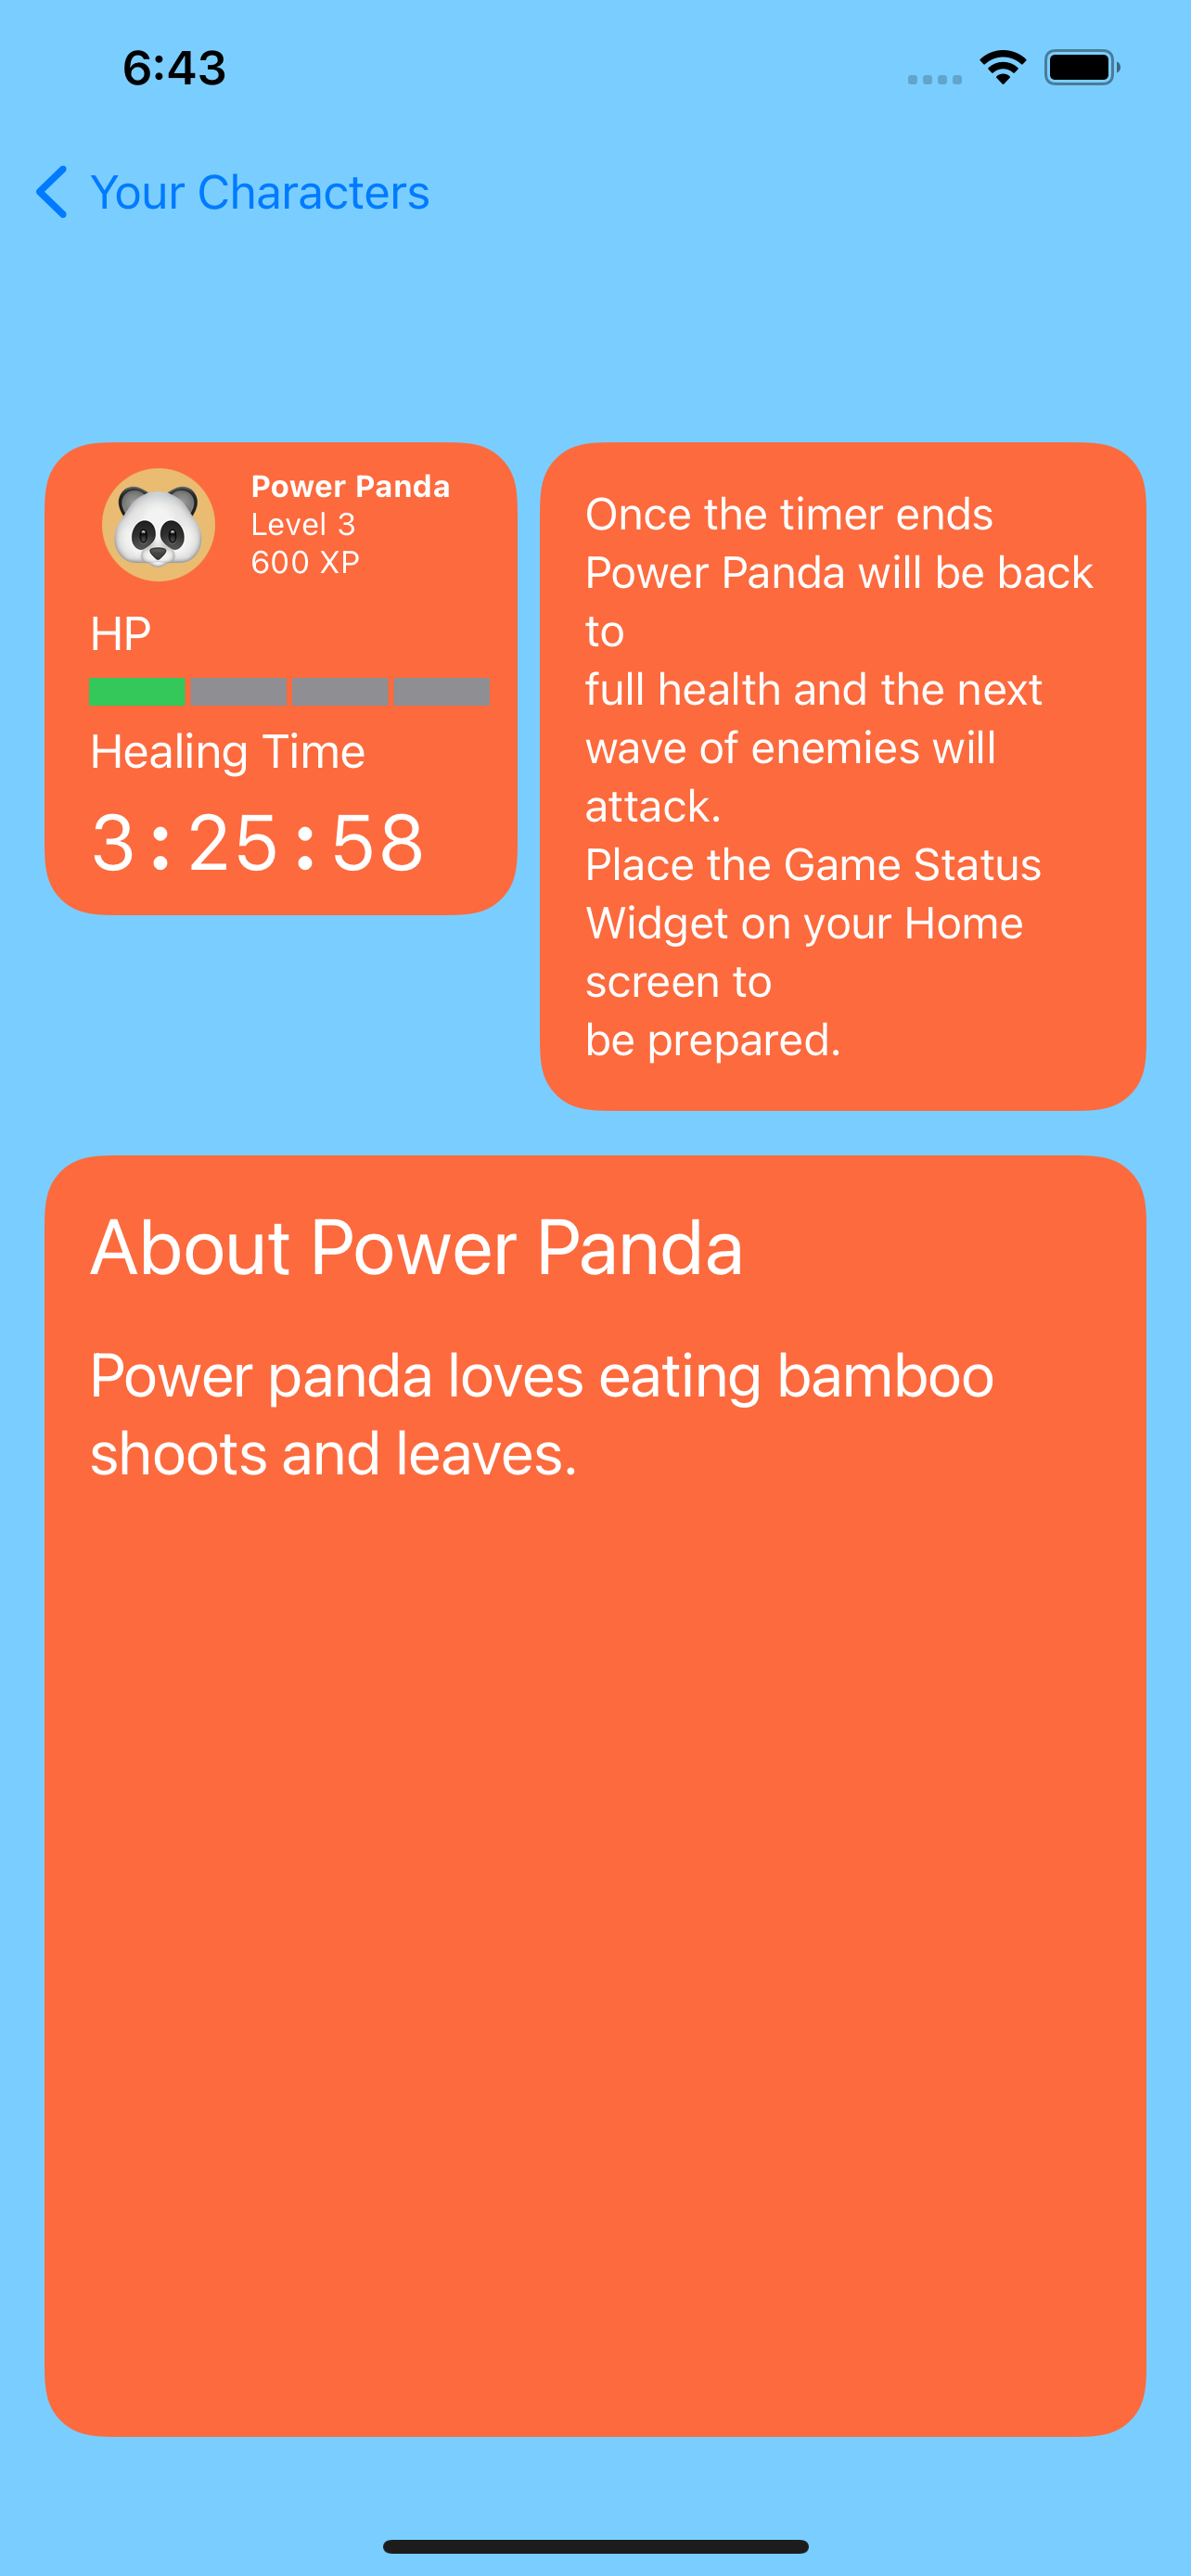 6:43
Your Characters
Power Panda
Level 3
600 XP
HP
Healing Time
3:25:58
Once the timer ends
Power Panda will be back
to
full health and the next
wave of enemies will
attack.
Place the Game Status
Widget on your Home
screen to
be prepared.
About Power Panda
Power panda loves eating bamboo
shoots and leaves.